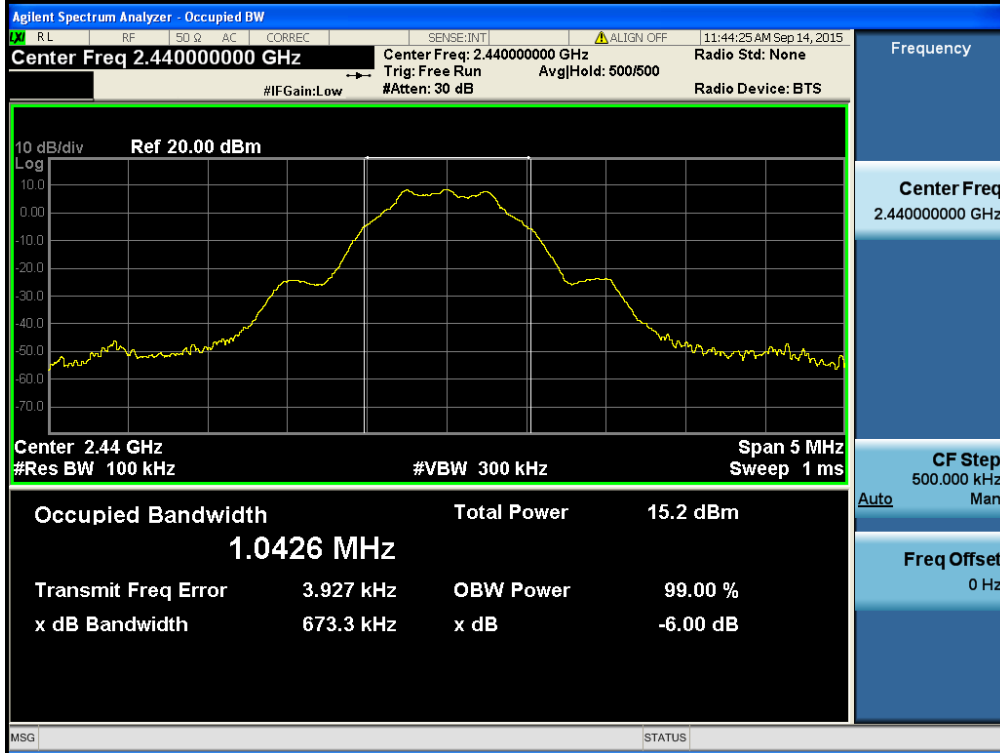 Agilent Spectrum Analyzer - Occupied BW
LXI RL RF 50 Ω AC CORREC SENSE:INT ALIGN OFF 11:44:25 AM Sep 14, 2015
Center Freq 2.440000000 GHz
Center Freq: 2.440000000 GHz
Radio Std: None
Trig: Free Run Avg|Hold: 500/500
#IFGain:Low
#Atten: 30 dB
Radio Device: BTS
10 dB/div Ref 20.00 dBm
Log
10.0
0.00
-10.0
-20.0
-30.0
-40.0
-50.0
-60.0
-70.0
Center 2.44 GHz Span 5 MHz
#Res BW 100 kHz #VBW 300 kHz Sweep 1 ms
Occupied Bandwidth Total Power 15.2 dBm
1.0426 MHz
Transmit Freq Error 3.927 kHz OBW Power 99.00 %
x dB Bandwidth 673.3 kHz x dB -6.00 dB
MSG STATUS
Frequency
Center Freq
2.440000000 GHz
CF Step
500.000 kHz
Auto Man
Freq Offset
0 Hz